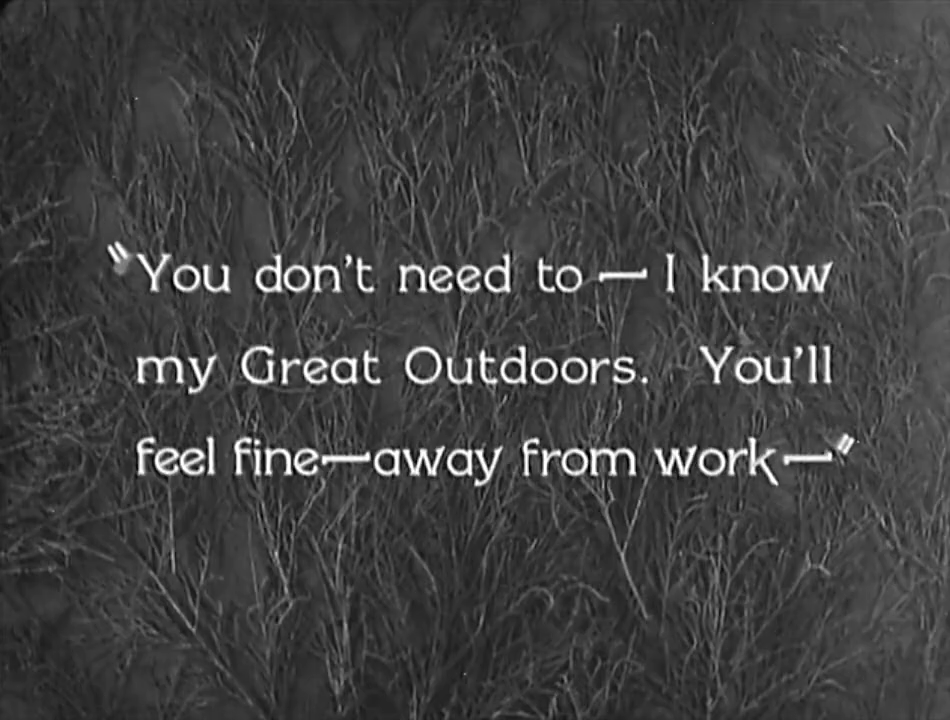 "You don't need to — I know
my Great Outdoors. You'll
feel fine—away from work—"